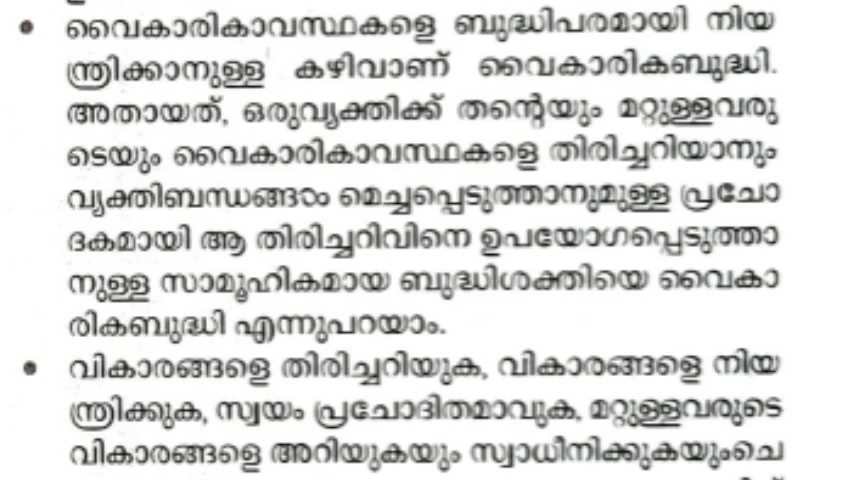 • വൈകാരികാവസ്ഥകളെ ബുദ്ധിപരമായി നിയ
ന്ത്രിക്കാനുള്ള കഴിവാണ് വൈകാരികബുദ്ധി.
അതായത്, ഒരുവ്യക്തിക്ക് തന്റെയും മറ്റുള്ളവരു
ടെയും വൈകാരികാവസ്ഥകളെ തിരിച്ചറിയാനും
വ്യക്തിബന്ധങ്ങൾ മെച്ചപ്പെടുത്താനുമുള്ള പ്രചോ
ദകമായി ആ തിരിച്ചറിവിനെ ഉപയോഗപ്പെടുത്താ
നുള്ള സാമൂഹികമായ ബുദ്ധിശക്തിയെ വൈകാ
രികബുദ്ധി എന്നുപറയാം.
• വികാരങ്ങളെ തിരിച്ചറിയുക, വികാരങ്ങളെ നിയ
ന്ത്രിക്കുക, സ്വയം പ്രചോദിതമാവുക, മറ്റുള്ളവരുടെ
വികാരങ്ങളെ അറിയുകയും സ്വാധീനിക്കുകയുംചെ